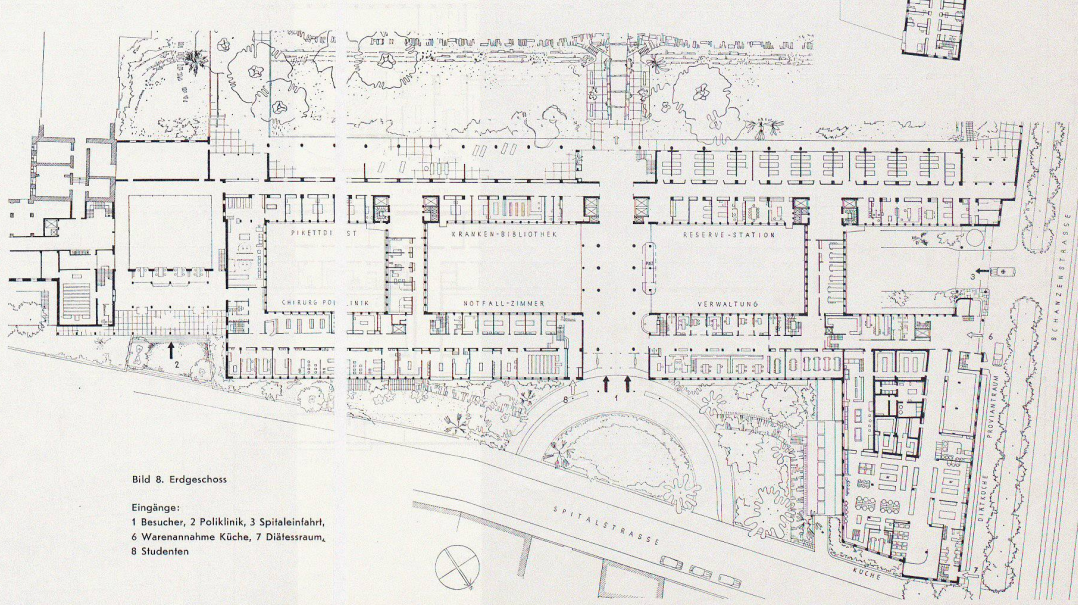 PIKETTDIENST
KRANKEN-BIBLIOTHEK
RESERVE-STATION
CHIRURG POLIKLINIK
NOTFALL-ZIMMER
VERWALTUNG
3
SCHANZENSTRASSE
6
2
8
1
PROVIANTRAUM
DIÄTKÜCHE
SPITALSTRASSE
KÜCHE
7
Bild 8. Erdgeschoss
Eingänge:
1 Besucher, 2 Poliklinik, 3 Spitaleinfahrt,
6 Warenannahme Küche, 7 Diätessraum,
8 Studenten